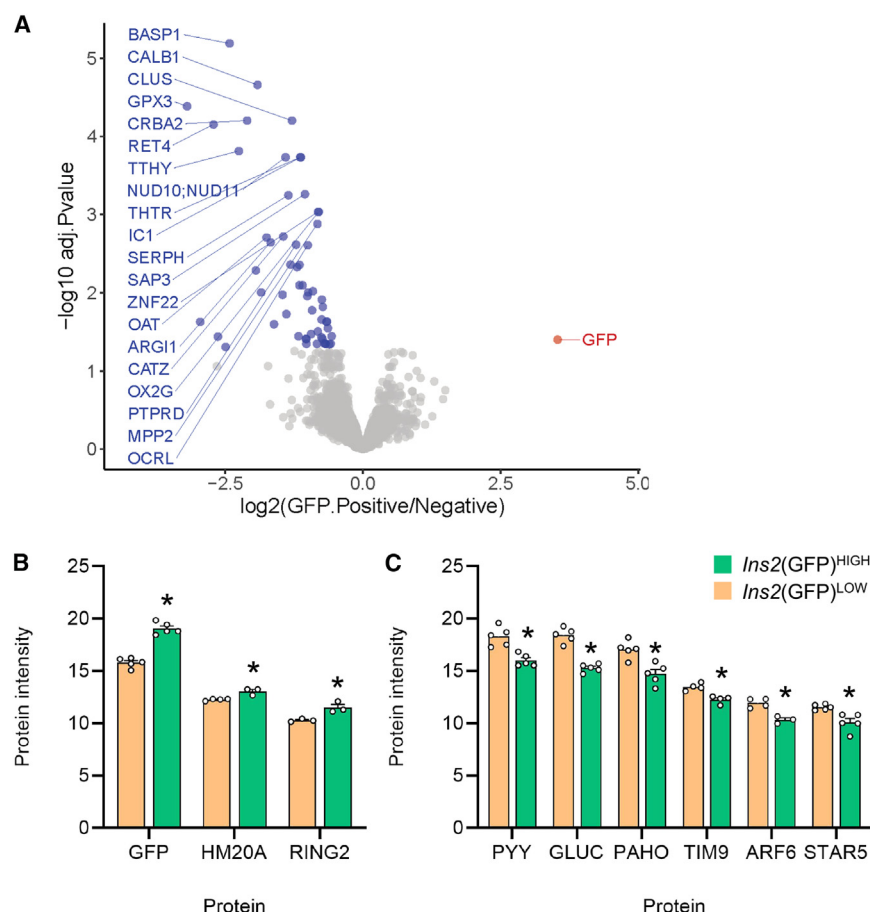 A
BASP1
CALB1
CLUS
GPX3
CRBA2
RET4
TTHY
NUD10;NUD11
THTR
IC1
SERPH
SAP3
ZNF22
OAT
ARGI1
CATZ
OX2G
PTPRD
MPP2
OCRL
GFP
−log10 adj.Pvalue
5
4
3
2
1
0
−2.5 0.0 2.5 5.0
log2(GFP.Positive/Negative)
B
Protein intensity
25
20
15
10
5
0
* * *
GFP HM20A RING2
Protein
C
Ins2(GFP)HIGH
Ins2(GFP)LOW
Protein intensity
25
20
15
10
5
0
* * * * * *
PYY GLUC PAHO TIM9 ARF6 STAR5
Protein